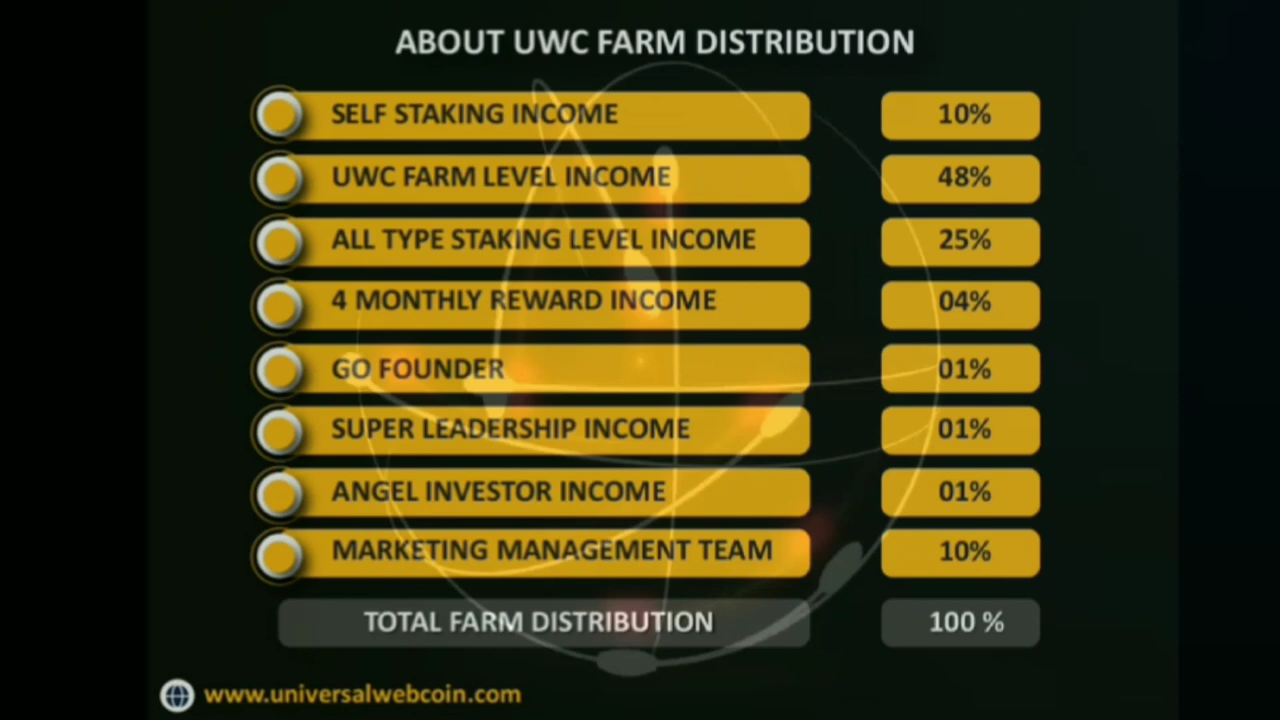 ABOUT UWC FARM DISTRIBUTION
SELF STAKING INCOME 10%
UWC FARM LEVEL INCOME 48%
ALL TYPE STAKING LEVEL INCOME 25%
4 MONTHLY REWARD INCOME 04%
GO FOUNDER 01%
SUPER LEADERSHIP INCOME 01%
ANGEL INVESTOR INCOME 01%
MARKETING MANAGEMENT TEAM 10%
TOTAL FARM DISTRIBUTION 100 %
www.universalwebcoin.com